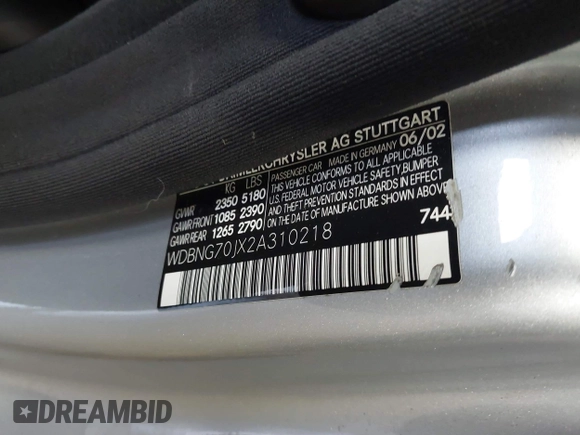 DAIMLERCHRYSLER AG STUTTGART
PASSENGER CAR MADE IN GERMANY 06/02
KG LBS
GVWR 2350 5180
GAWR FRONT 1085 2390
GAWR REAR 1265 2790
THIS VEHICLE CONFORMS TO ALL APPLICABLE
U.S. FEDERAL MOTOR VEHICLE SAFETY, BUMPER
AND THEFT PREVENTION STANDARDS IN EFFECT
ON THE DATE OF MANUFACTURE SHOWN ABOVE
744
WDBNG70JX2A310218
DREAMBID